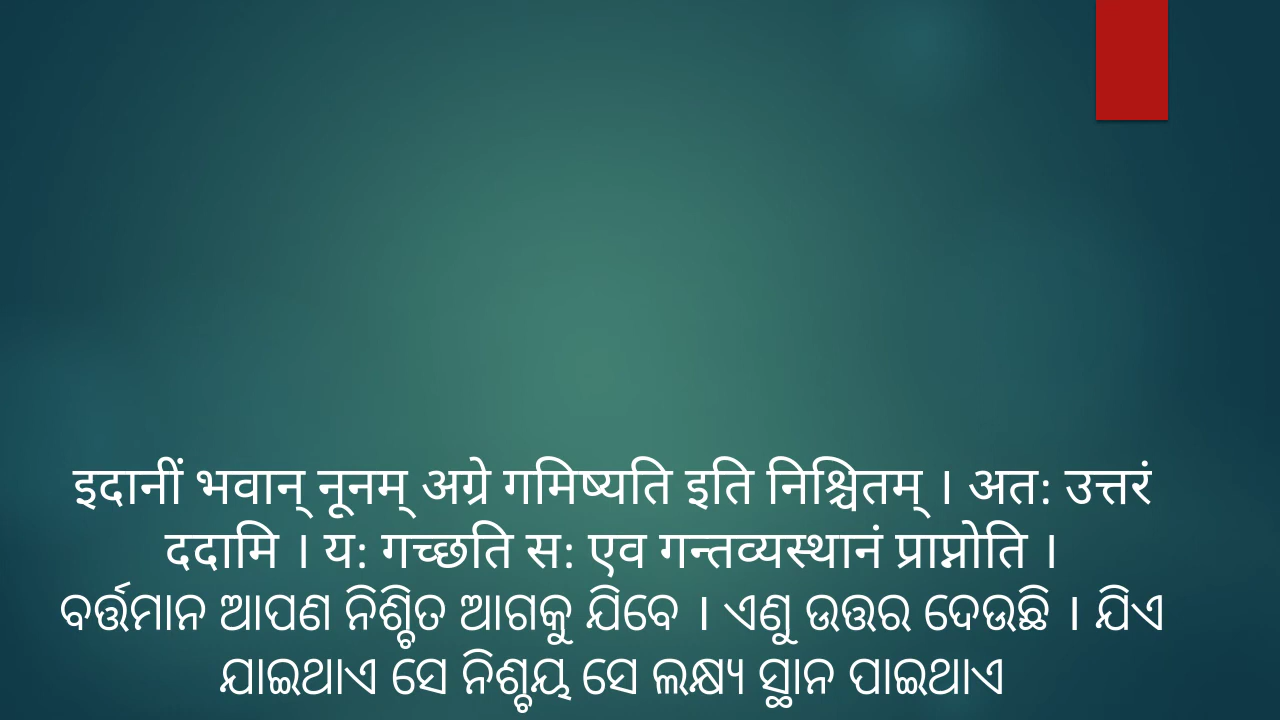 इदानीं भवान् नूनम् अग्रे गमिष्यति इति निश्चितम् । अत: उत्तरं
ददामि । य: गच्छति स: एव गन्तव्यस्थानं प्राप्नोति ।
ବର୍ତ୍ତମାନ ଆପଣ ନିଶ୍ଚିତ ଆଗକୁ ଯିବେ । ଏଣୁ ଉତ୍ତର ଦେଉଛି । ଯିଏ
ଯାଇଥାଏ ସେ ନିଶ୍ଚୟ ସେ ଲକ୍ଷ୍ୟ ସ୍ଥାନ ପାଇଥାଏ